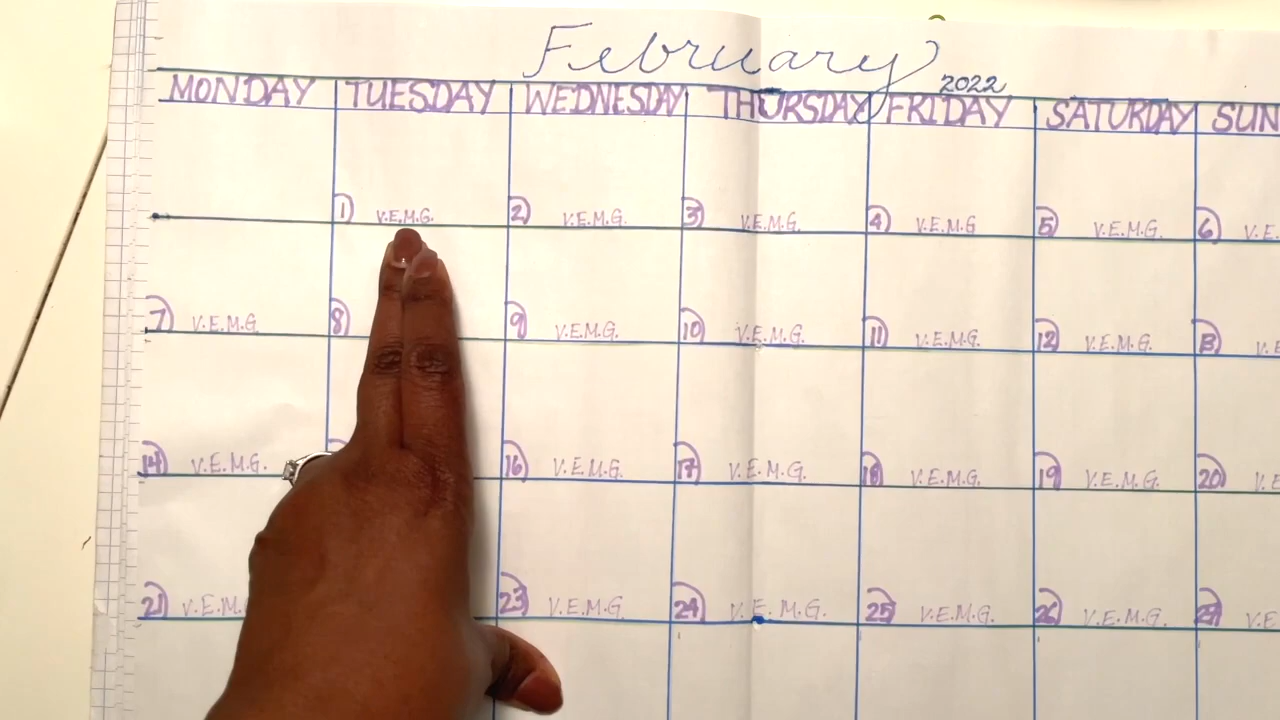 February
2022
MONDAY TUESDAY WEDNESDAY THURSDAY FRIDAY SATURDAY SUN
1 V.E.M.G. 2 V.E.M.G. 3 V.E.M.G. 4 V.E.M.G 5 V.E.M.G. 6 V.E.
7 V.E.M.G. 8 9 V.E.M.G. 10 V.E.M.G. 11 V.E.M.G. 12 V.E.M.G. 13 V.E
14 V.E.M.G. 16 V.E.M.G. 17 V.E.M.G. 18 V.E.M.G. 19 V.E.M.G. 20 V.E
21 V.E.M. 23 V.E.M.G. 24 V.E.M.G. 25 V.E.M.G. 26 V.E.M.G. 27 V.E